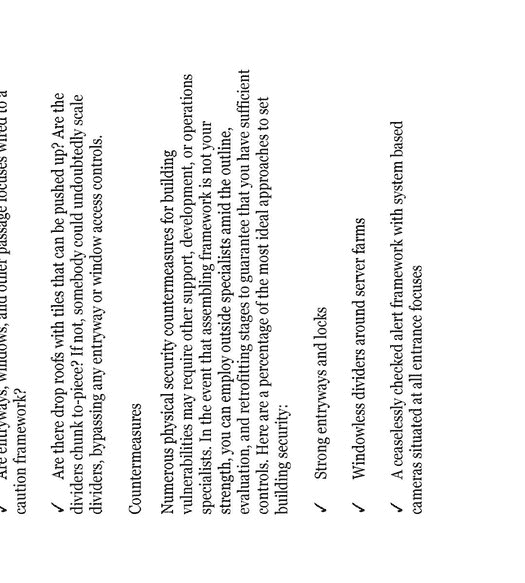 ✓ Are entryways, windows, and other passage focuses wired to a
caution framework?
✓ Are there drop roofs with tiles that can be pushed up? Are the
dividers chunk to-piece? If not, somebody could undoubtedly scale
dividers, bypassing any entryway or window access controls.
Countermeasures
Numerous physical security countermeasures for building
vulnerabilities may require other support, development, or operations
specialists. In the event that assembling framework is not your
strength, you can employ outside specialists amid the outline,
evaluation, and retrofitting stages to guarantee that you have sufficient
controls. Here are a percentage of the most ideal approaches to set
building security:
✓ Strong entryways and locks
✓ Windowless dividers around server farms
✓ A ceaselessly checked alert framework with system based
cameras situated at all entrance focuses